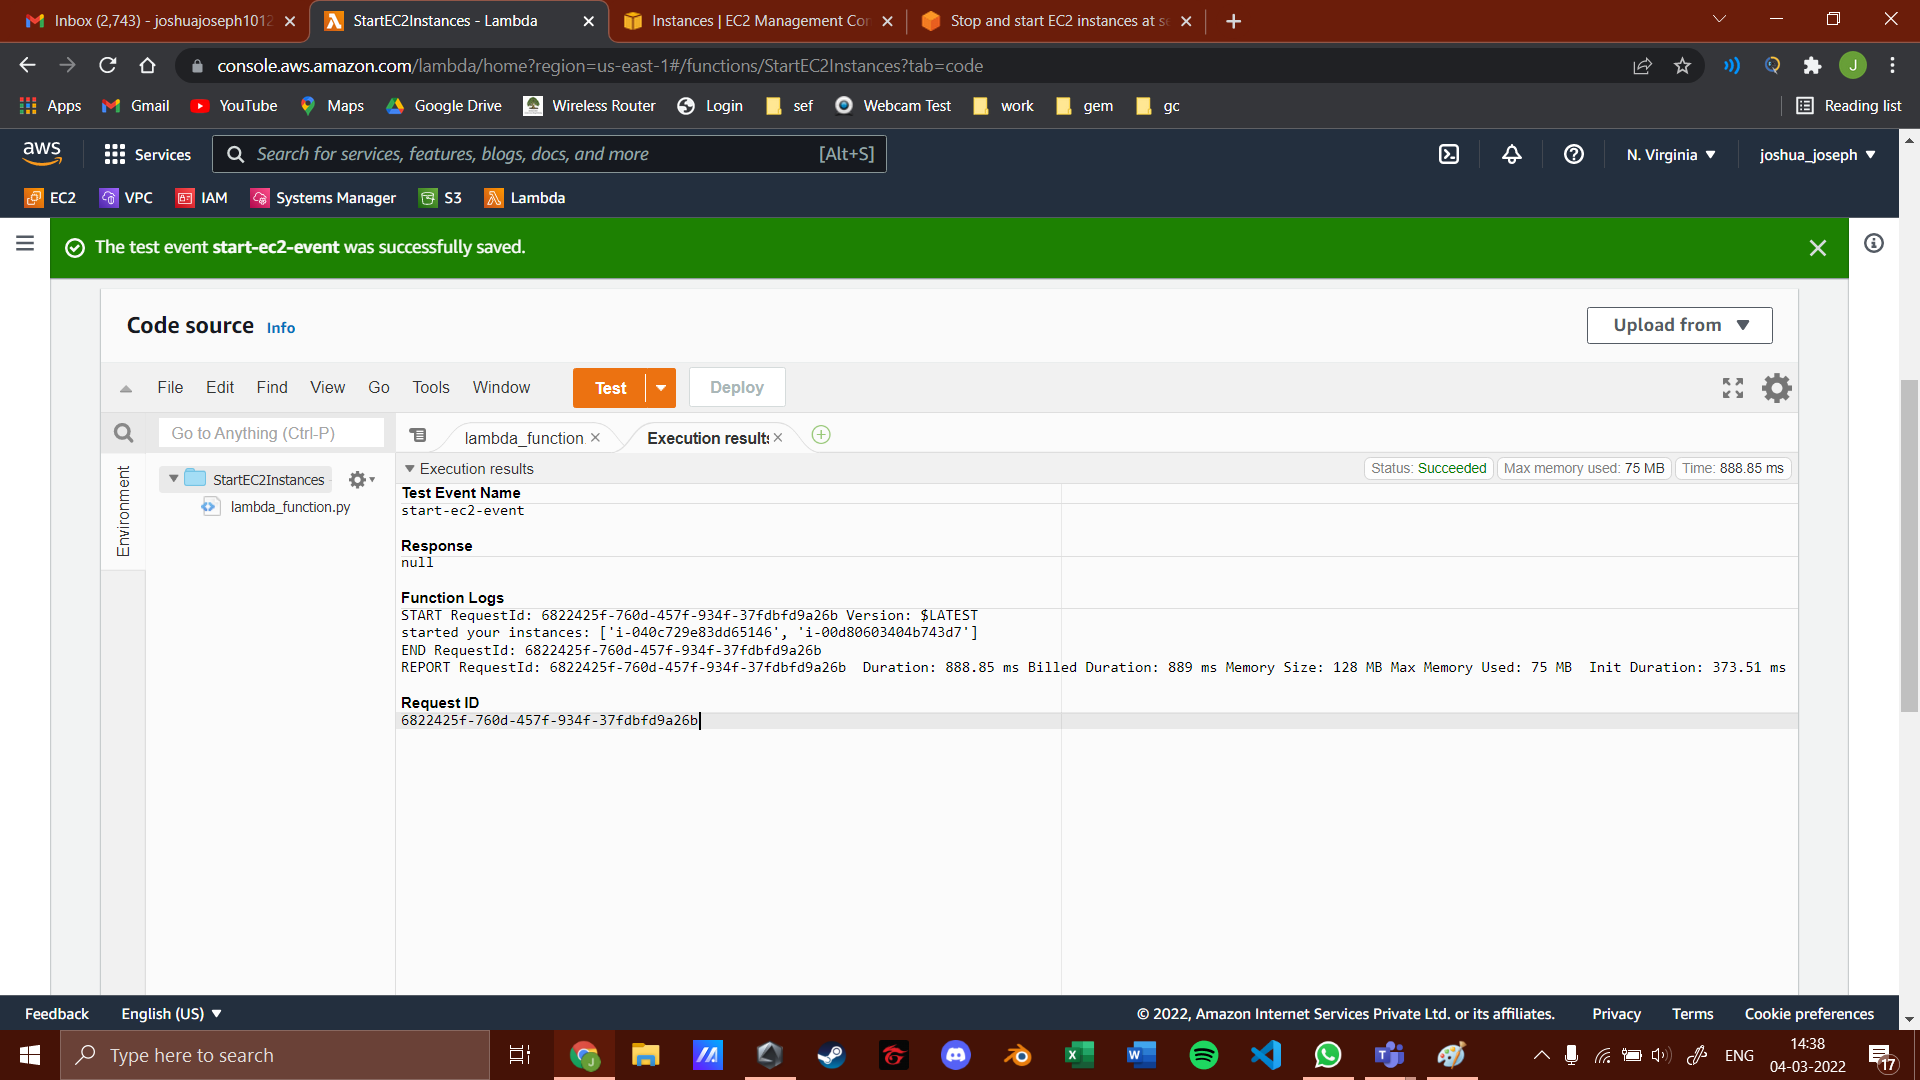 Inbox (2,743) - joshuajoseph1012
StartEC2Instances - Lambda
Instances | EC2 Management Con
Stop and start EC2 instances at se
console.aws.amazon.com/lambda/home?region=us-east-1#/functions/StartEC2Instances?tab=code
J
Apps Gmail YouTube Maps Google Drive Wireless Router Login sef Webcam Test work gem gc Reading list
aws Services Search for services, features, blogs, docs, and more [Alt+S] N. Virginia joshua_joseph
EC2 VPC IAM Systems Manager S3 Lambda
The test event start-ec2-event was successfully saved.
Code source Info Upload from
File Edit Find View Go Tools Window Test Deploy
Go to Anything (Ctrl-P) lambda_function Execution results
Environment
StartEC2Instances
lambda_function.py
Execution results Status: Succeeded Max memory used: 75 MB Time: 888.85 ms
Test Event Name
start-ec2-event
Response
null
Function Logs
START RequestId: 6822425f-760d-457f-934f-37fdbfd9a26b Version: $LATEST
started your instances: ['i-040c729e83dd65146', 'i-00d80603404b743d7']
END RequestId: 6822425f-760d-457f-934f-37fdbfd9a26b
REPORT RequestId: 6822425f-760d-457f-934f-37fdbfd9a26b Duration: 888.85 ms Billed Duration: 889 ms Memory Size: 128 MB Max Memory Used: 75 MB Init Duration: 373.51 ms
Request ID
6822425f-760d-457f-934f-37fdbfd9a26b
Feedback English (US) © 2022, Amazon Internet Services Private Ltd. or its affiliates. Privacy Terms Cookie preferences
Type here to search
ENG
14:38
04-03-2022
17